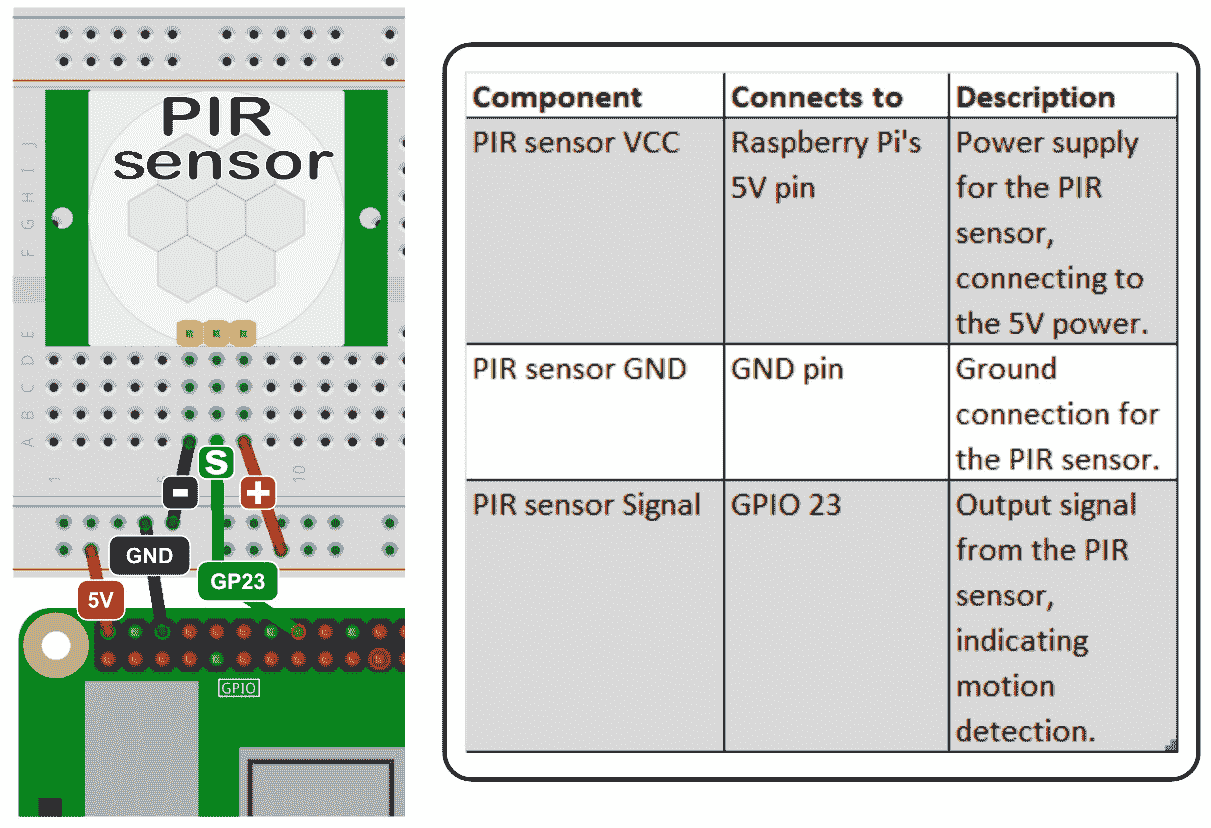 PIR
sensor
J
I
H
G
F
E
D
C
B
A
1
10
S
-
+
GND
GP23
5V
GPIO
Component Connects to Description
PIR sensor VCC Raspberry Pi's Power supply
5V pin for the PIR
sensor,
connecting to
the 5V power.
PIR sensor GND GND pin Ground
connection for
the PIR sensor.
PIR sensor Signal GPIO 23 Output signal
from the PIR
sensor,
indicating
motion
detection.